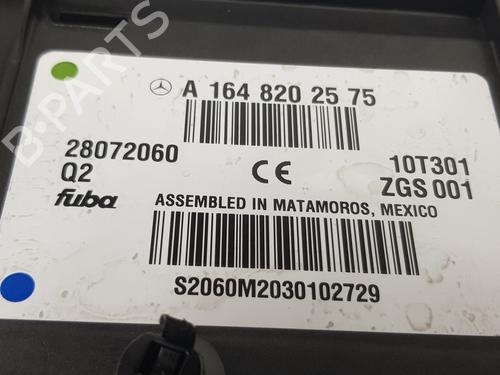 B-PARTS
A 164 820 25 75
28072060
10T301
Q2
CE
ZGS 001
fuba
ASSEMBLED IN MATAMOROS, MEXICO
S2060M2030102729